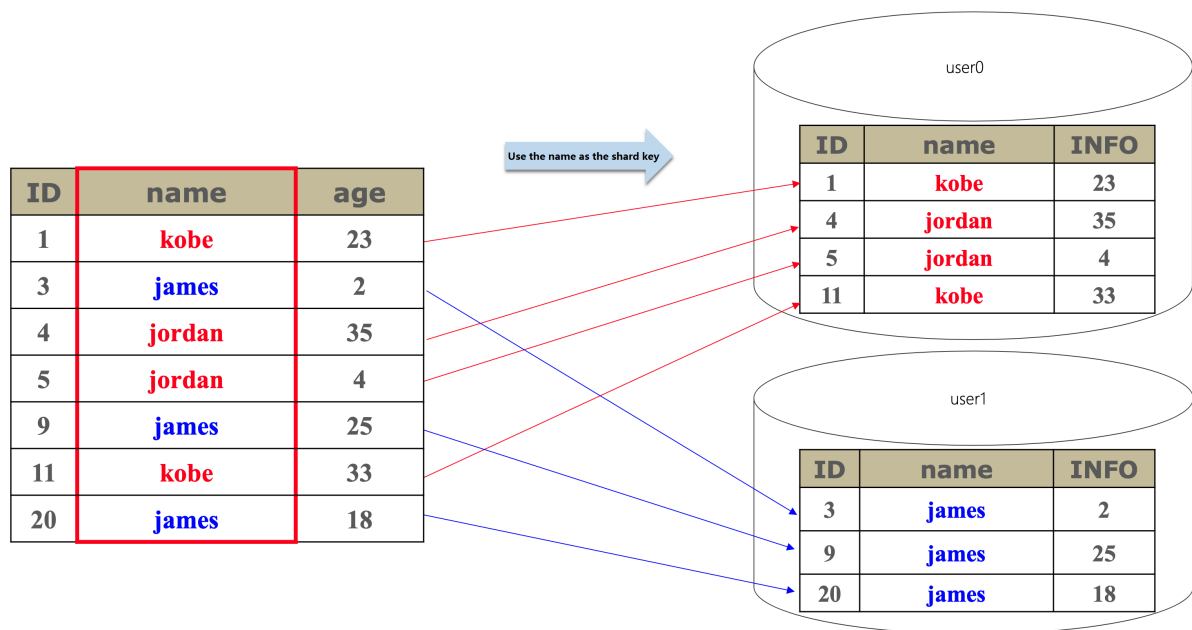 ID name age
1 kobe 23
3 james 2
4 jordan 35
5 jordan 4
9 james 25
11 kobe 33
20 james 18
Use the name as the shard key
user0
ID name INFO
1 kobe 23
4 jordan 35
5 jordan 4
11 kobe 33
user1
ID name INFO
3 james 2
9 james 25
20 james 18